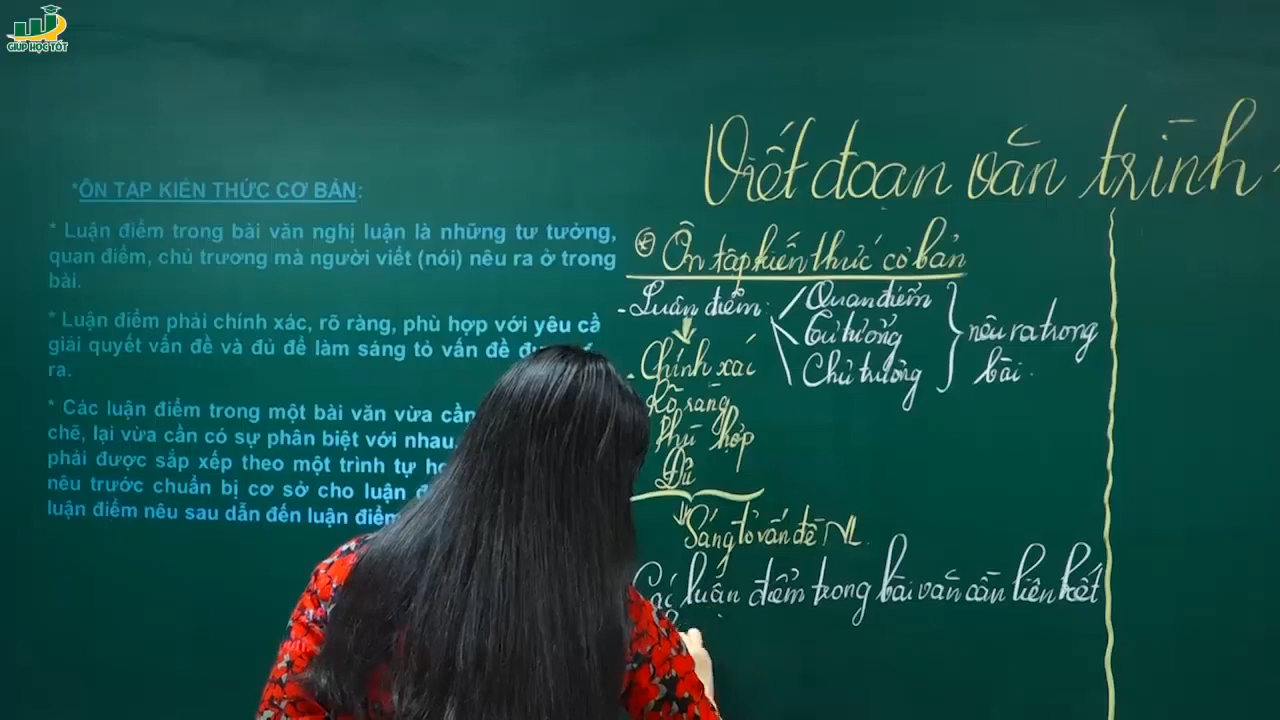 GIÚP HỌC TỐT
*ÔN TẬP KIẾN THỨC CƠ BẢN:
* Luận điểm trong bài văn nghị luận là những tư tưởng,
quan điểm, chủ trương mà người viết (nói) nêu ra ở trong
bài.
* Luận điểm phải chính xác, rõ ràng, phù hợp với yêu cầ
giải quyết vấn đề và đủ để làm sáng tỏ vấn đề
ra.
* Các luận điểm trong một bài văn vừa cần
chẽ, lại vừa cần có sự phân biệt với nhau.
phải được sắp xếp theo một trình tự
nêu trước chuẩn bị cơ sở cho luận
luận điểm nêu sau dẫn đến luận điểm
Viết đoạn văn trình
* Ôn tập kiến thức cơ bản
- Luận điểm: Quan điểm
Tư tưởng
Chủ trương
nêu ra trong
bài.
- Chính xác
Rõ ràng
Phù hợp
Đủ
Sáng tỏ vấn đề NL.
Các luận điểm trong bài văn cần liên kết